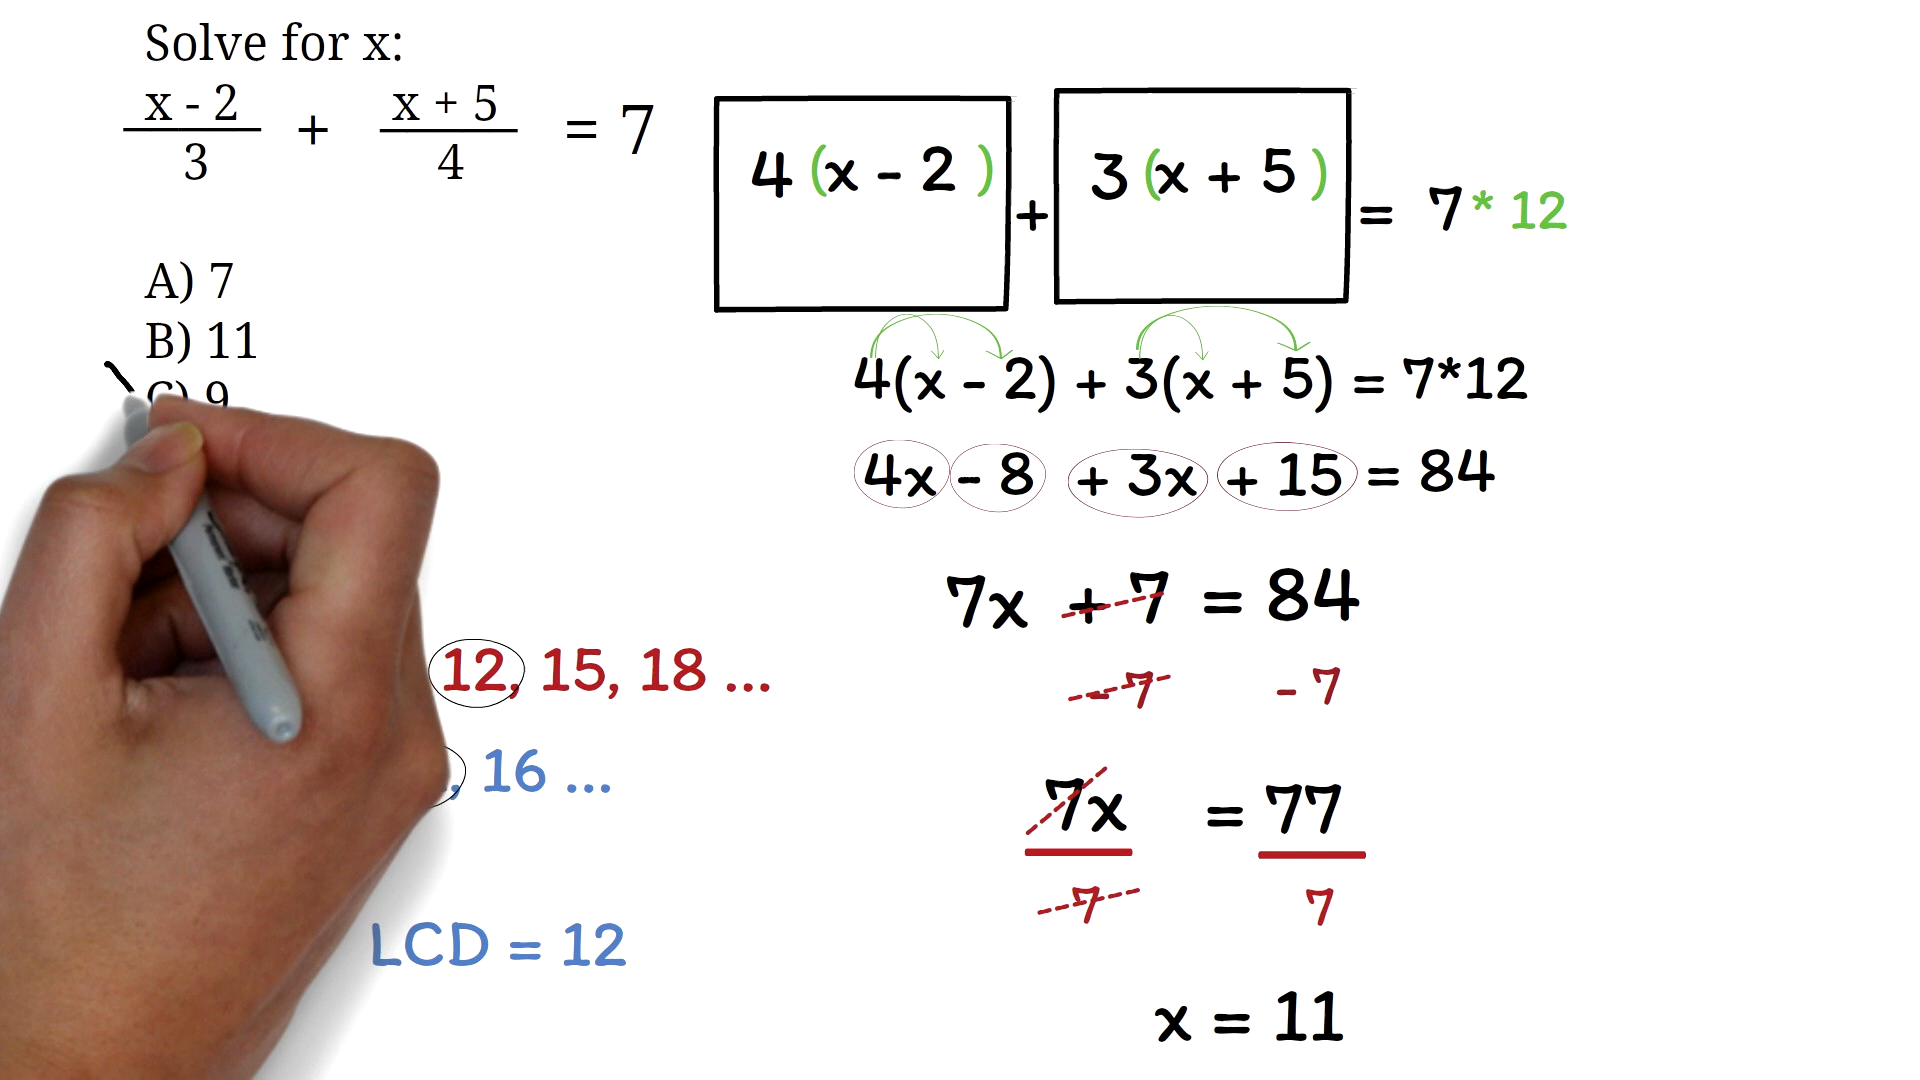 Solve for x:
x - 2 + x + 5 = 7
3 4
A) 7
B) 11
C) 9
12, 15, 18 ...
, 16 ...
LCD = 12
4 (x - 2 ) + 3 (x + 5 ) = 7 * 12
4(x - 2) + 3(x + 5) = 7*12
4x - 8 + 3x + 15 = 84
7x + 7 = 84
- 7 - 7
7x = 77
7 7
x = 11